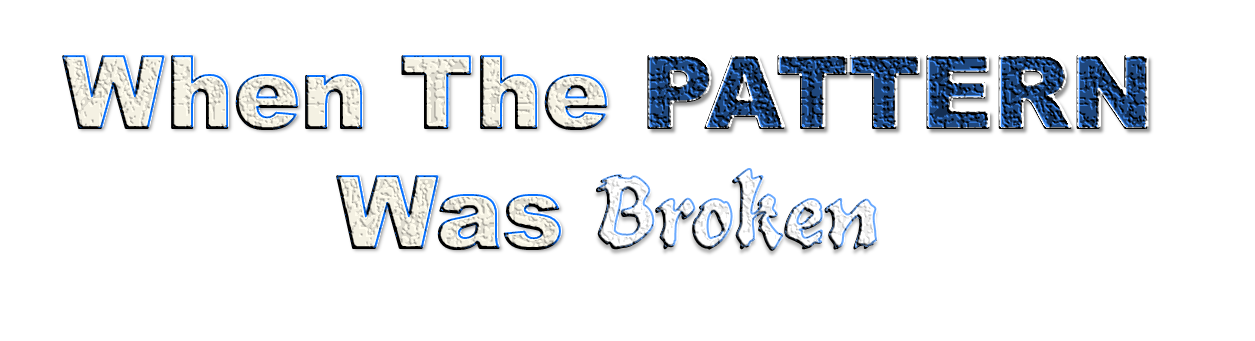 When The PATTERN
Was Broken